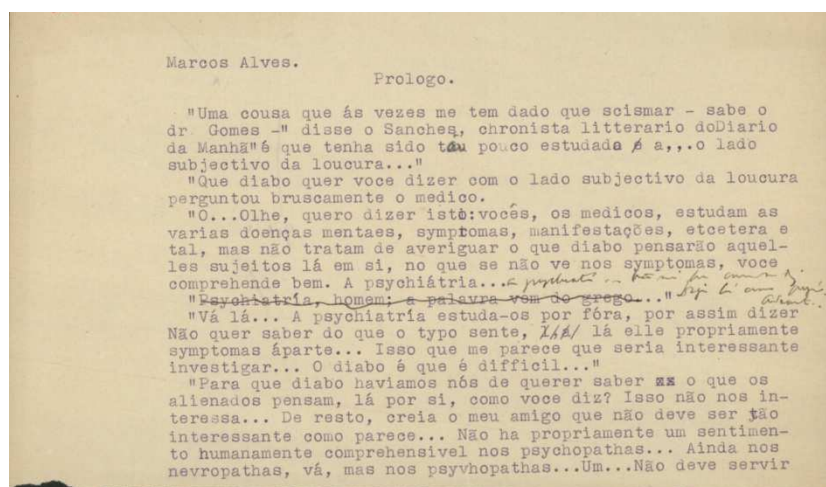 Marcos Alves.
Prologo.
"Uma cousa que ás vezes me tem dado que scismar - sabe o
dr Gomes -" disse o Sanches, chronista litterario doDiario
da Manhã"é que tenha sido tau pouco estudada é a,,.o lado
subjectivo da loucura..."
"Que diabo quer voce dizer com o lado subjectivo da loucura
perguntou bruscamente o medico.
"O...Olhe, quero dizer isto:vocês, os medicos, estudam as
varias doenças mentaes, symptomas, manifestações, etcetera e
tal, mas não tratam de averiguar o que diabo pensarão aquel-
les sujeitos lá em si, no que se não ve nos symptomas, voce
comprehende bem. A psychiátria...
"Psychiatría, homem; a palavra vem do grego..."
"Vá lá... A psychiatría estuda-os por fóra, por assim dizer
Não quer saber do que o typo sente, lá elle propriamente
symptomas áparte... Isso que me parece que seria interessante
investigar... O diabo é que é difficil..."
"Para que diabo haviamos nós de querer saber o que os
alienados pensam, lá por si, como voce diz? Isso não nos in-
teressa... De resto, creia o meu amigo que não deve ser tão
interessante como parece... Não ha propriamente um sentimen-
to humanamente comprehensivel nos psychopathas... Ainda nos
nevropathas, vá, mas nos psyvhopathas...Um...Não deve servir